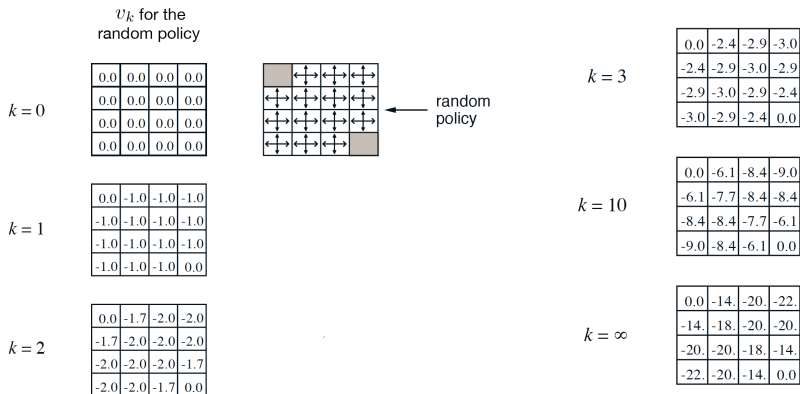 v_k for the
random policy
k = 0
0.0 0.0 0.0 0.0
0.0 0.0 0.0 0.0
0.0 0.0 0.0 0.0
0.0 0.0 0.0 0.0
random
policy
k = 1
0.0 -1.0 -1.0 -1.0
-1.0 -1.0 -1.0 -1.0
-1.0 -1.0 -1.0 -1.0
-1.0 -1.0 -1.0 0.0
k = 2
0.0 -1.7 -2.0 -2.0
-1.7 -2.0 -2.0 -2.0
-2.0 -2.0 -2.0 -1.7
-2.0 -2.0 -1.7 0.0
k = 3
0.0 -2.4 -2.9 -3.0
-2.4 -2.9 -3.0 -2.9
-2.9 -3.0 -2.9 -2.4
-3.0 -2.9 -2.4 0.0
k = 10
0.0 -6.1 -8.4 -9.0
-6.1 -7.7 -8.4 -8.4
-8.4 -8.4 -7.7 -6.1
-9.0 -8.4 -6.1 0.0
k = ∞
0.0 -14. -20. -22.
-14. -18. -20. -20.
-20. -20. -18. -14.
-22. -20. -14. 0.0